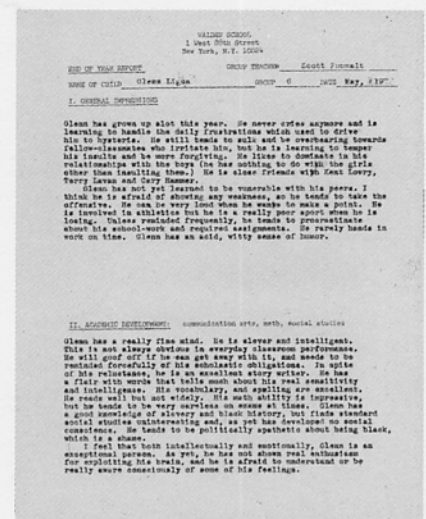 WALDEN SCHOOL
1 West 88th Street
New York, N.Y. 10024
END OF YEAR REPORT GROUP TEACHER Scott
NAME OF CHILD Glenn Ligon GROUP 6 DATE May,
I. GENERAL IMPRESSIONS
Glenn has grown up alot this year. He never cries anymore and is
learning to handle the daily frustrations which used to drive
him to hysteria. He still tends to sulk and be overbearing towards
fellow-classmates who irritate him, but he is learning to temper
his insults and be more forgiving. He likes to dominate in his
relationships with the boys (he has nothing to do with the girls
other than insulting them.) He is close friends with Kent Lowry,
Terry Lavan and Gary Hammer.
Glenn has not yet learned to be vunerable with his peers. I
think he is afraid of showing any weakness, so he tends to take the
offensive. He can be very loud when he wants to make a point. He
is involved in athletics but he is a really poor sport when he is
losing. Unless reminded frequently, he tends to procrastinate
about his school-work and required assignments. He rarely hands in
work on time. Glenn has an acid, witty sense of humor.
II. ACADEMIC DEVELOPMENT: communication arts, math, social studies
Glenn has a really fine mind. He is clever and intelligent.
This is not always obvious in everyday classroom performance.
He will goof off if he can get away with it, and needs to be
reminded forcefully of his scholastic obligations. In spite
of his reluctance, he is an excellent story writer. He has
a flair with words that tells much about his real sensitivity
and intelligence. His vocabulary, and spelling are excellent.
He reads well but not widely. His math ability is impressive,
but he tends to be very careless on exams at times. Glenn has
a good knowledge of slavery and black history, but finds standard
social studies uninteresting and, as yet has developed no social
conscience. He tends to be politically apathetic about being black,
which is a shame.
I feel that both intellectually and emotionally, Glenn is an
exceptional person. As yet, he has not shown real enthusiasm
for exploiting his brain, and he is afraid to understand or be
really aware consciously of some of his feelings.